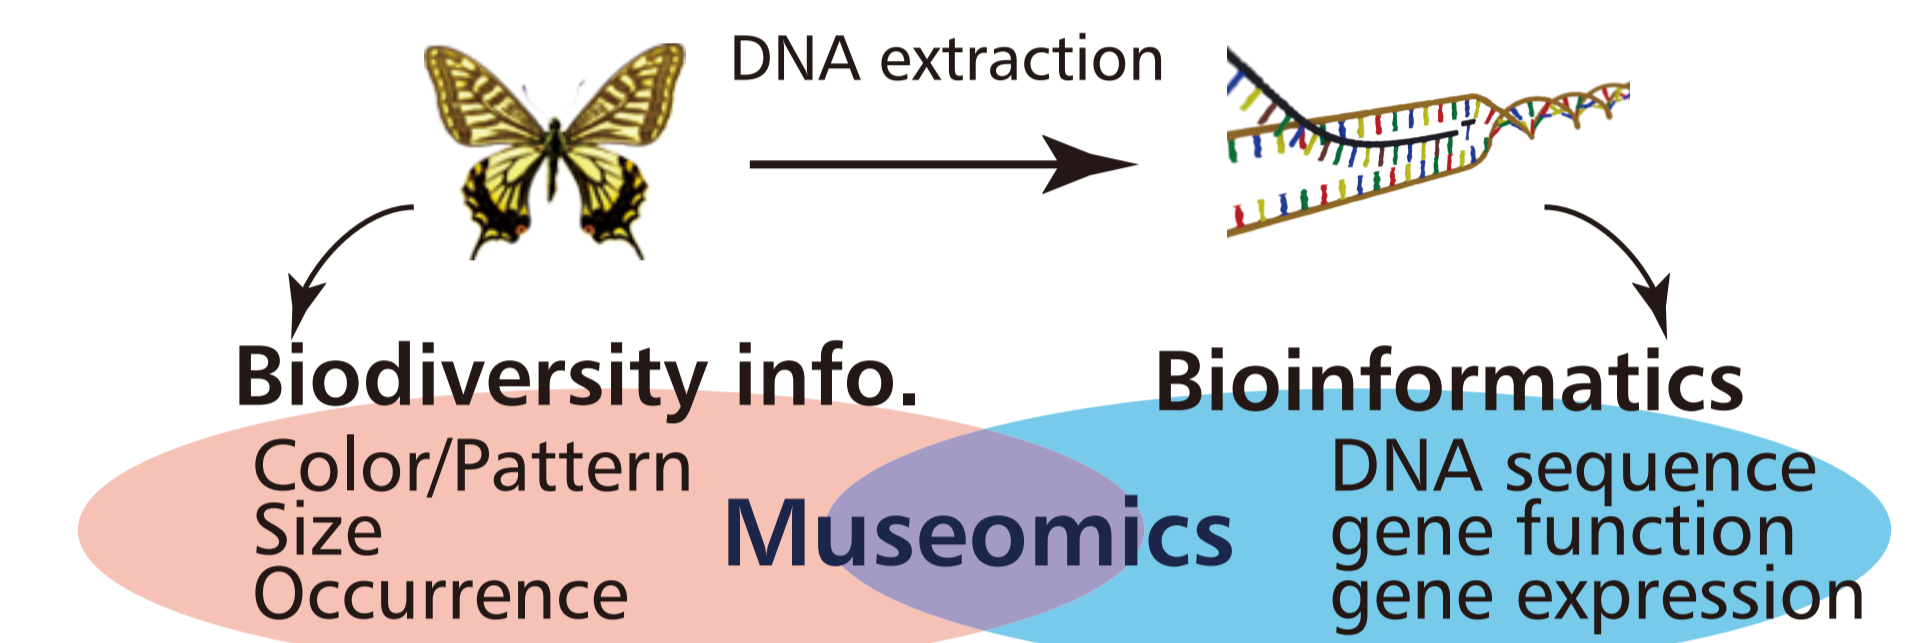 DNA extraction
Biodiversity info.
Color/Pattern
Size
Occurrence
Museomics
Bioinformatics
DNA sequence
gene function
gene expression